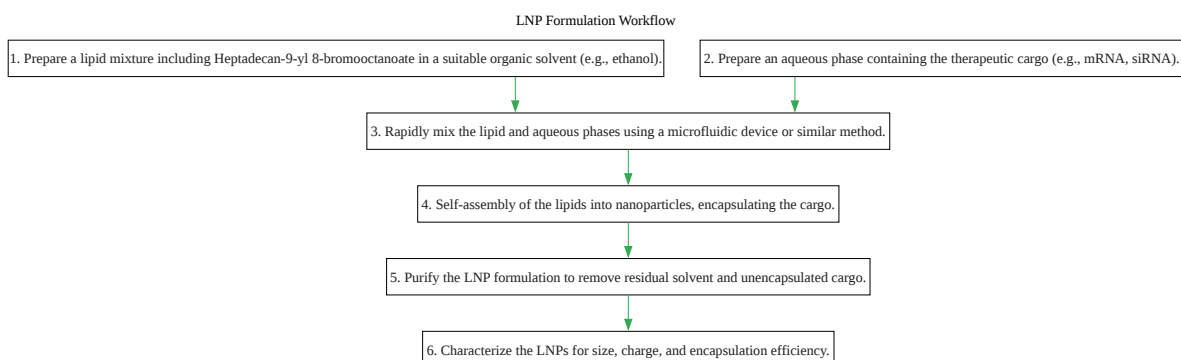 LNP Formulation Workflow
1. Prepare a lipid mixture including Heptadecan-9-yl 8-bromooctanoate in a suitable organic solvent (e.g., ethanol).
2. Prepare an aqueous phase containing the therapeutic cargo (e.g., mRNA, siRNA).
3. Rapidly mix the lipid and aqueous phases using a microfluidic device or similar method.
4. Self-assembly of the lipids into nanoparticles, encapsulating the cargo.
5. Purify the LNP formulation to remove residual solvent and unencapsulated cargo.
6. Characterize the LNPs for size, charge, and encapsulation efficiency.